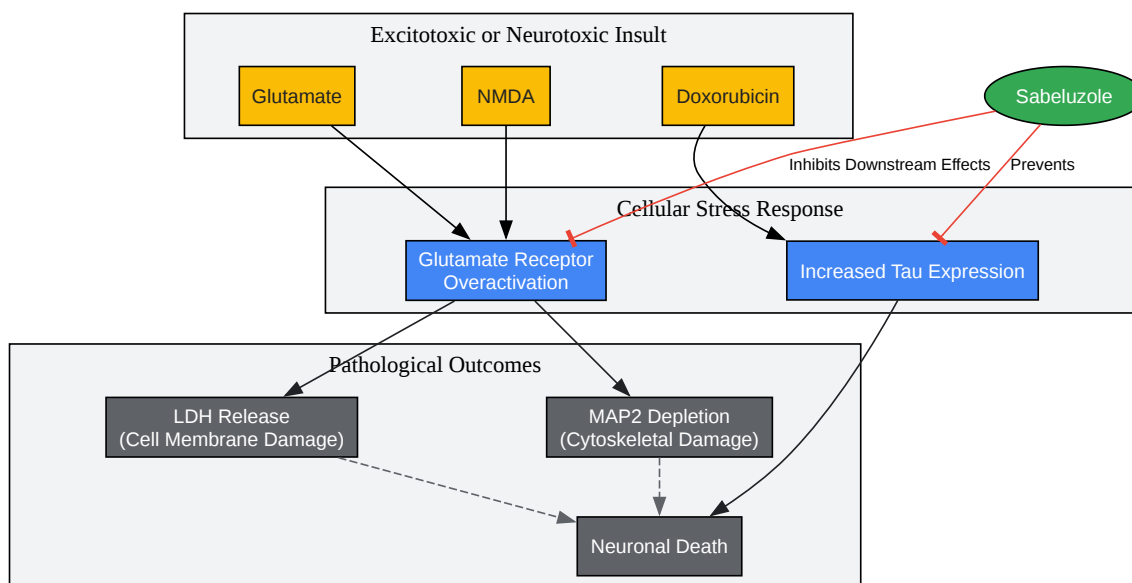 Excitotoxic or Neurotoxic Insult
Glutamate
NMDA
Doxorubicin
Sabeluzole
Inhibits Downstream Effects
Prevents
Cellular Stress Response
Glutamate Receptor
Overactivation
Increased Tau Expression
Pathological Outcomes
LDH Release
(Cell Membrane Damage)
MAP2 Depletion
(Cytoskeletal Damage)
Neuronal Death